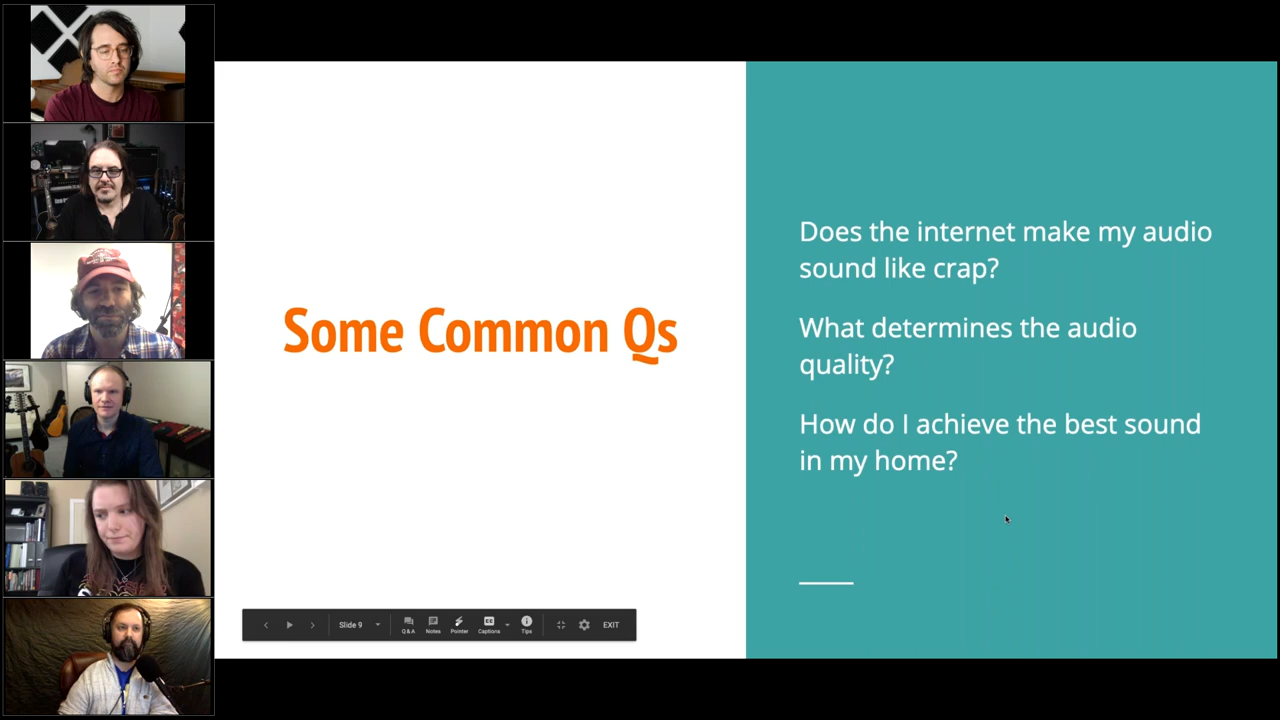 Some Common Qs
Does the internet make my audio
sound like crap?
What determines the audio
quality?
How do I achieve the best sound
in my home?
Slide 9
Q&A
Notes
Pointer
Captions
Tips
EXIT